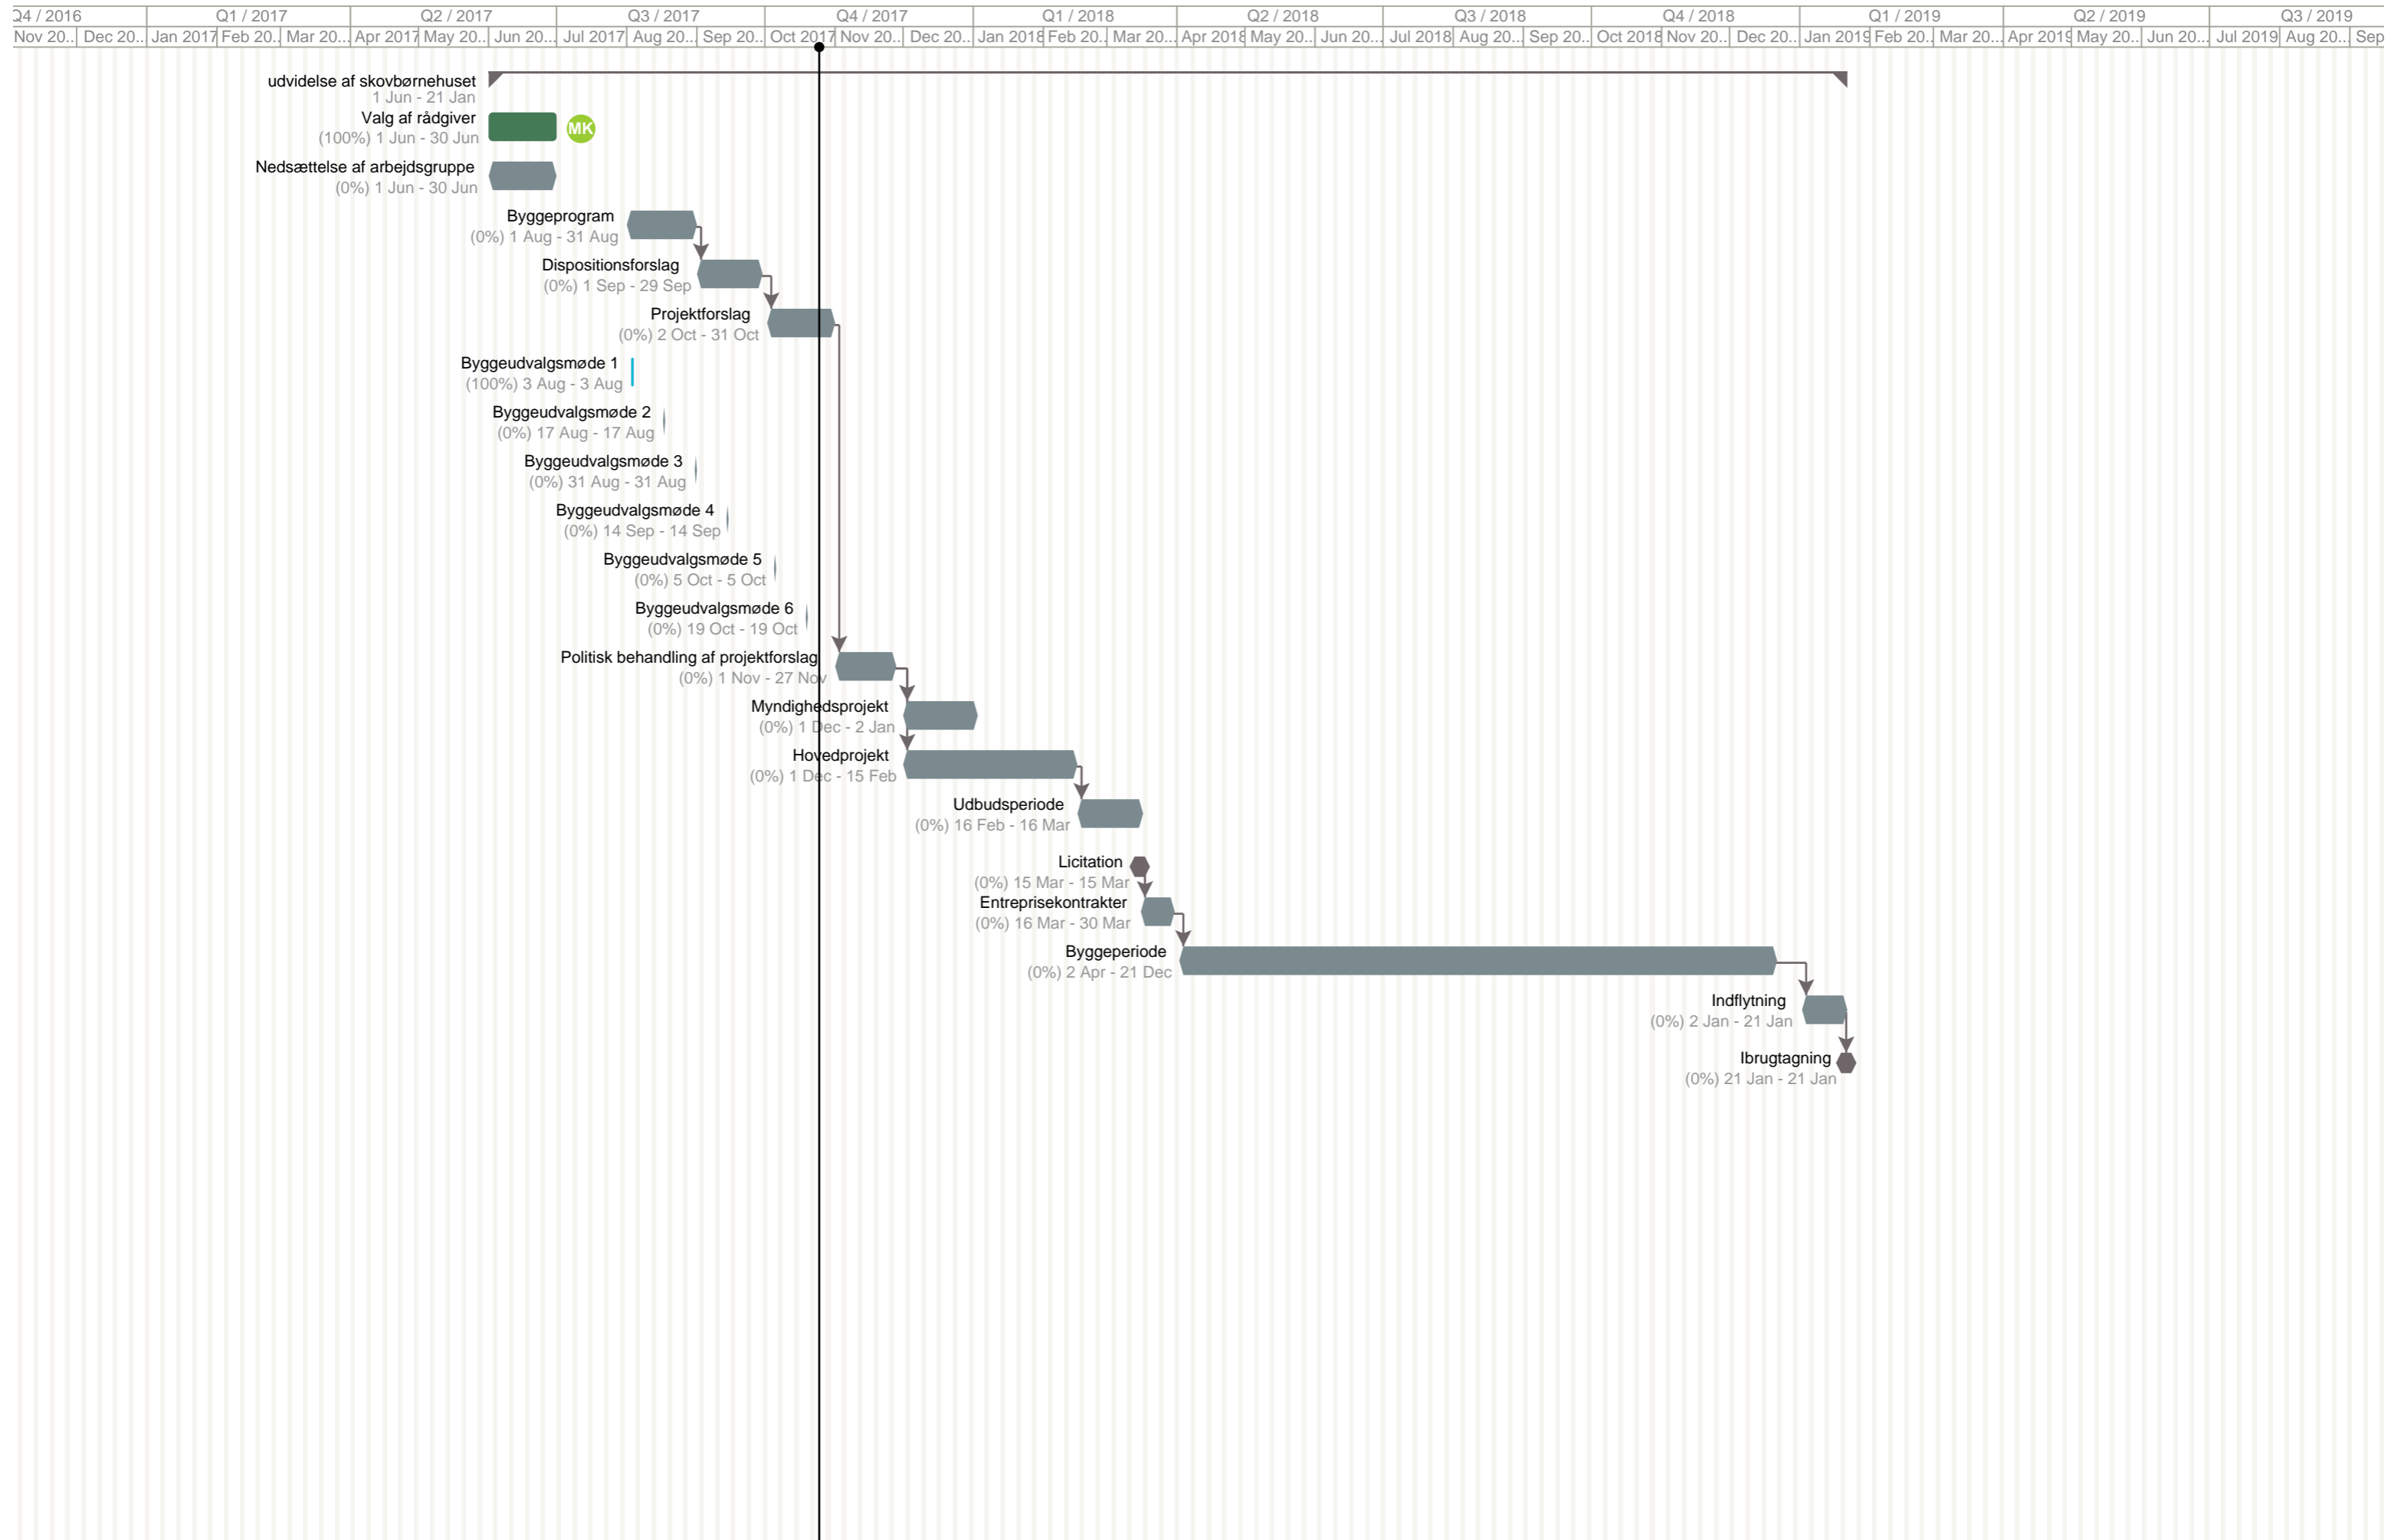 Q4 / 2016 Q1 / 2017 Q2 / 2017 Q3 / 2017 Q4 / 2017 Q1 / 2018 Q2 / 2018 Q3 / 2018 Q4 / 2018 Q1 / 2019 Q2 / 2019 Q3 / 2019
Nov 20... Dec 20... Jan 2017 Feb 20... Mar 20... Apr 2017 May 20... Jun 20... Jul 2017 Aug 20... Sep 20... Oct 2017 Nov 20... Dec 20... Jan 2018 Feb 20... Mar 20... Apr 2018 May 20... Jun 20... Jul 2018 Aug 20... Sep 20... Oct 2018 Nov 20... Dec 20... Jan 2019 Feb 20... Mar 20... Apr 2019 May 20... Jun 20... Jul 2019 Aug 20... Sep
udvidelse af skovbørnehuset
1 Jun - 21 Jan
Valg af rådgiver
(100%) 1 Jun - 30 Jun
MK
Nedsættelse af arbejdsgruppe
(0%) 1 Jun - 30 Jun
Byggeprogram
(0%) 1 Aug - 31 Aug
Dispositionsforslag
(0%) 1 Sep - 29 Sep
Projektforslag
(0%) 2 Oct - 31 Oct
Byggeudvalgsmøde 1
(100%) 3 Aug - 3 Aug
Byggeudvalgsmøde 2
(0%) 17 Aug - 17 Aug
Byggeudvalgsmøde 3
(0%) 31 Aug - 31 Aug
Byggeudvalgsmøde 4
(0%) 14 Sep - 14 Sep
Byggeudvalgsmøde 5
(0%) 5 Oct - 5 Oct
Byggeudvalgsmøde 6
(0%) 19 Oct - 19 Oct
Politisk behandling af projektforslag
(0%) 1 Nov - 27 Nov
Myndighedsprojekt
(0%) 1 Dec - 2 Jan
Hovedprojekt
(0%) 1 Dec - 15 Feb
Udbudsperiode
(0%) 16 Feb - 16 Mar
Licitation
(0%) 15 Mar - 15 Mar
Entreprisekontrakter
(0%) 16 Mar - 30 Mar
Byggeperiode
(0%) 2 Apr - 21 Dec
Indflytning
(0%) 2 Jan - 21 Jan
Ibrugtagning
(0%) 21 Jan - 21 Jan